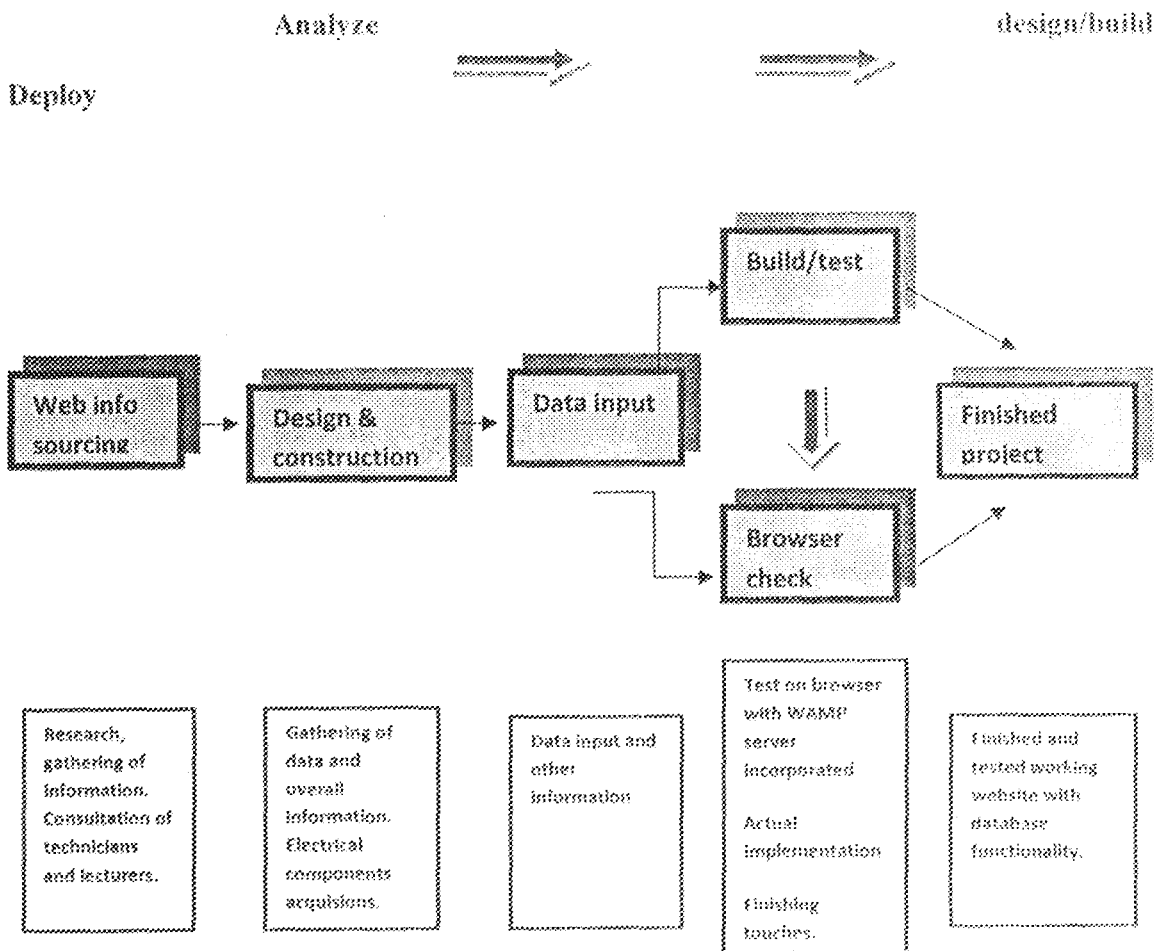 Analyze
design/build
Deploy
Build/test
Web info
sourcing
Design &
construction
Data input
Finished
project
Browser
check
Research,
gathering of
information.
Consultation of
technicians
and lecturers.
Gathering of
data and
overall
information.
Electrical
components
acquisions.
Data input and
other
information
Test on browser
with WAMP
server
incorporated
Actual
implementation
Finishing
touches.
Finished and
tested working
website with
database
functionality.